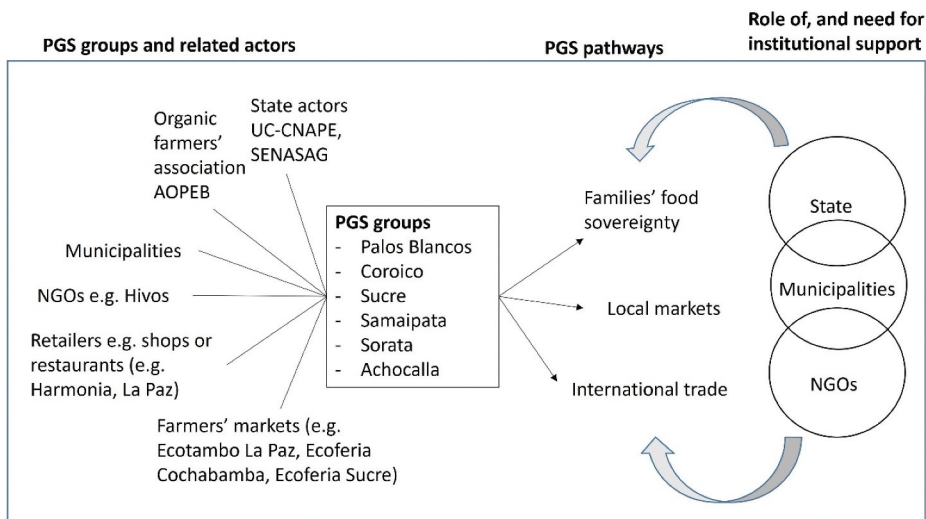 PGS groups and related actors
PGS pathways
Role of, and need for
institutional support
Organic
farmers’
association
AOPEB
State actors
UC-CNAPE,
SENASAG
Municipalities
NGOs e.g. Hivos
Retailers e.g. shops or
restaurants (e.g.
Harmonia, La Paz)
Farmers’ markets (e.g.
Ecotambo La Paz, Ecoferia
Cochabamba, Ecoferia Sucre)
PGS groups
- Palos Blancos
- Coroico
- Sucre
- Samaipata
- Sorata
- Achocalla
Families’ food
sovereignty
Local markets
International trade
State
Municipalities
NGOs